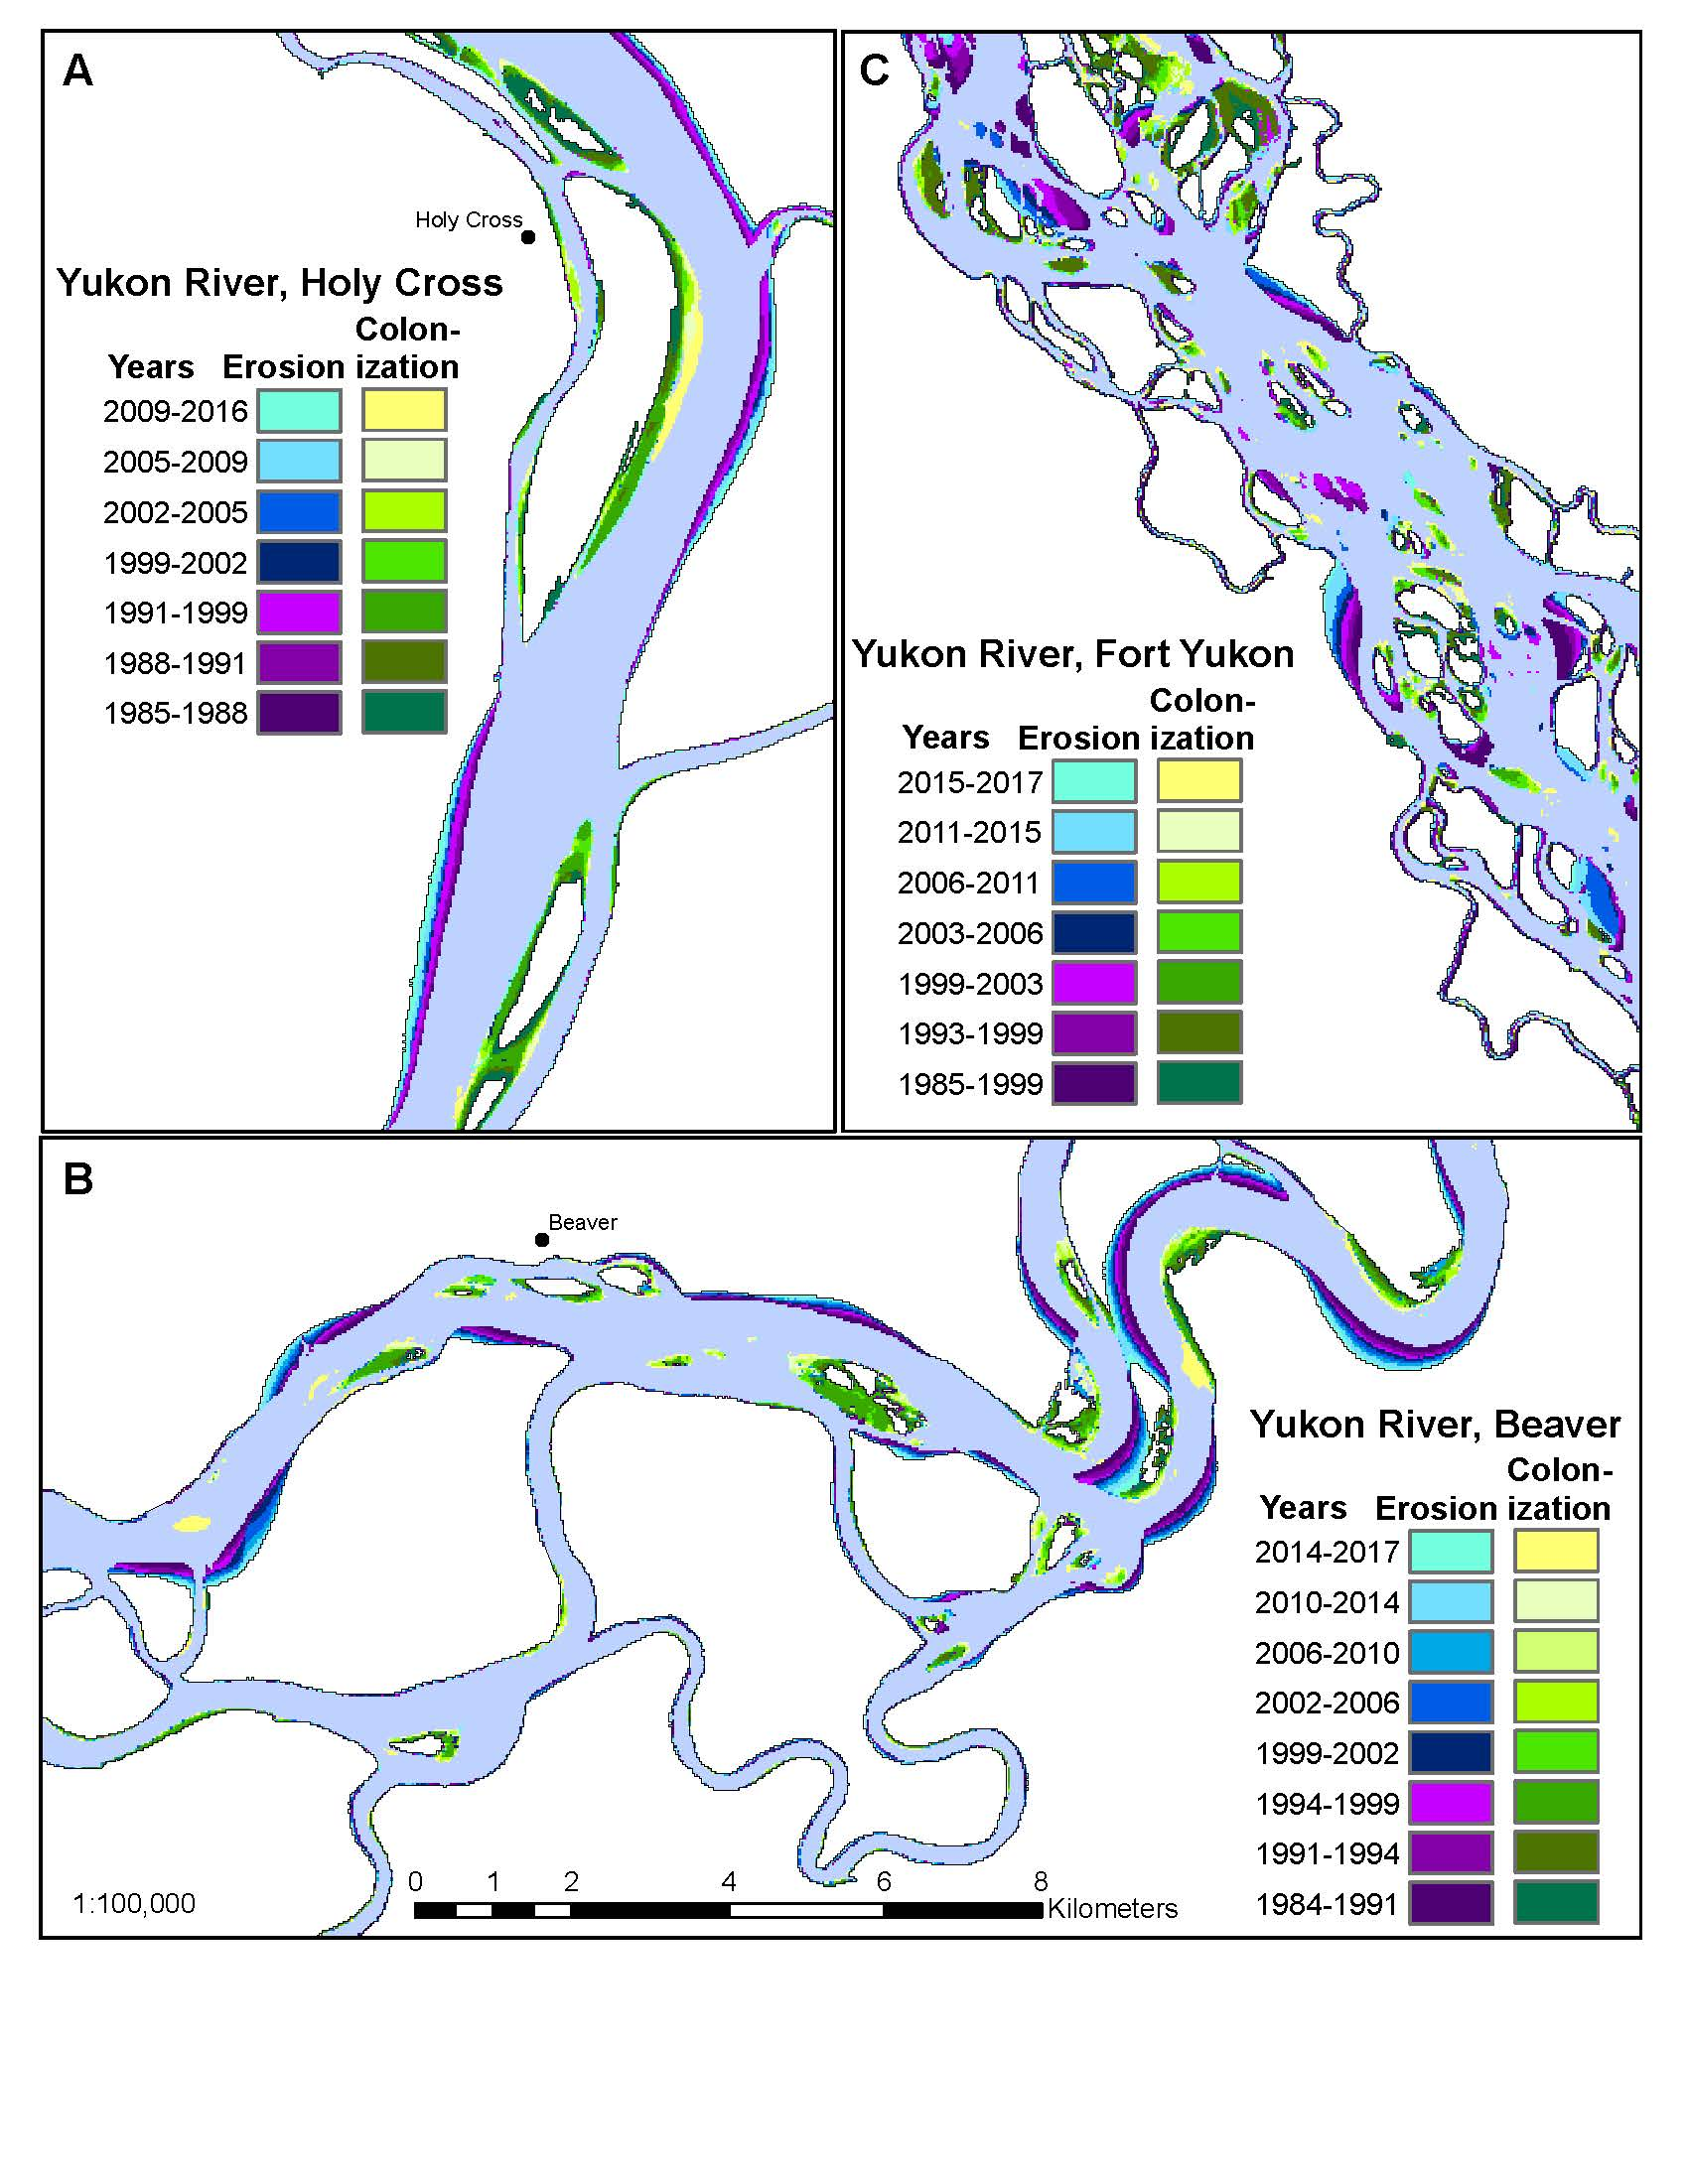 A
Holy Cross
Yukon River, Holy Cross
Colon-
Years Erosion ization
2009-2016
2005-2009
2002-2005
1999-2002
1991-1999
1988-1991
1985-1988
C
Yukon River, Fort Yukon
Colon-
Years Erosion ization
2015-2017
2011-2015
2006-2011
2003-2006
1999-2003
1993-1999
1985-1999
B
Beaver
Yukon River, Beaver
Colon-
Years Erosion ization
2014-2017
2010-2014
2006-2010
2002-2006
1999-2002
1994-1999
1991-1994
1984-1991
1:100,000
0 1 2 4 6 8
Kilometers